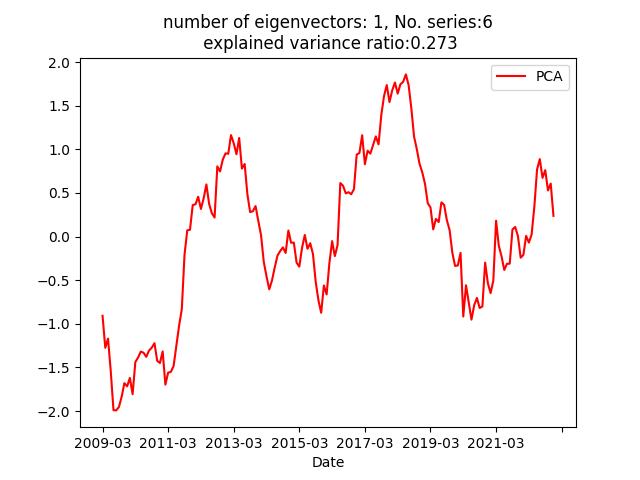 number of eigenvectors: 1, No. series:6
explained variance ratio:0.273
PCA
2.0
1.5
1.0
0.5
0.0
−0.5
−1.0
−1.5
−2.0
2009-03 2011-03 2013-03 2015-03 2017-03 2019-03 2021-03
Date